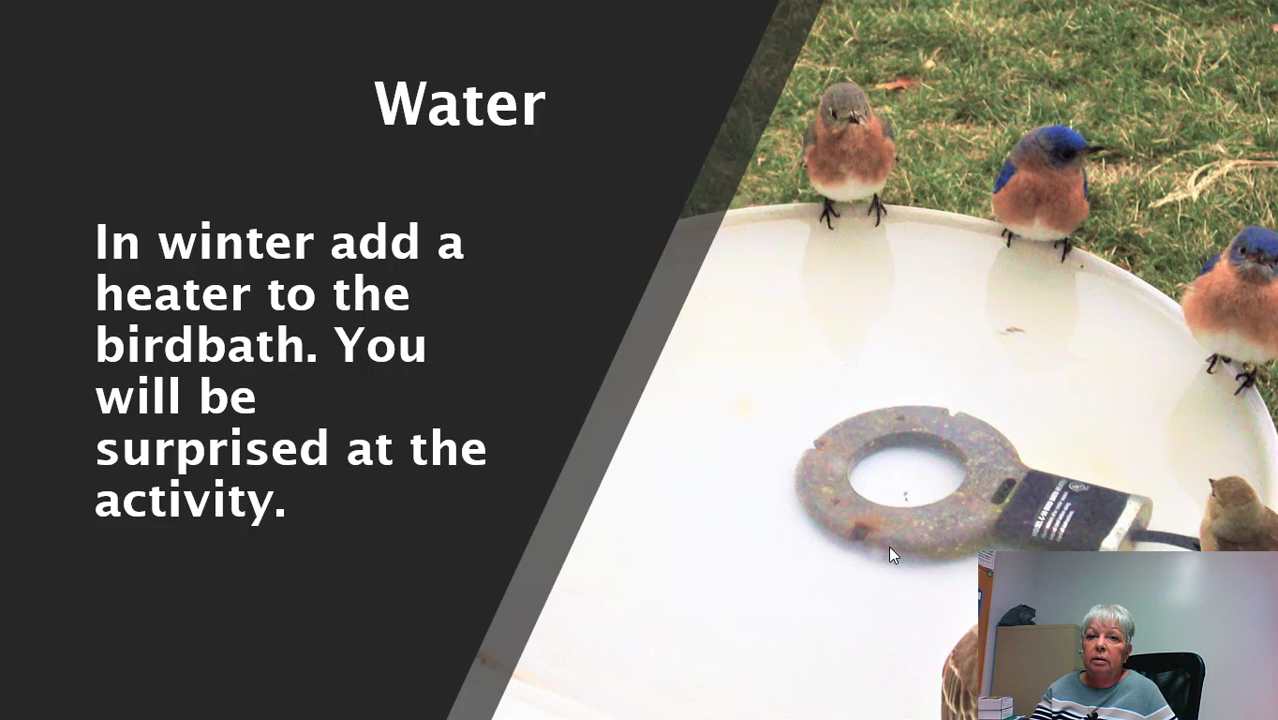 Water
In winter add a
heater to the
birdbath. You
will be
surprised at the
activity.